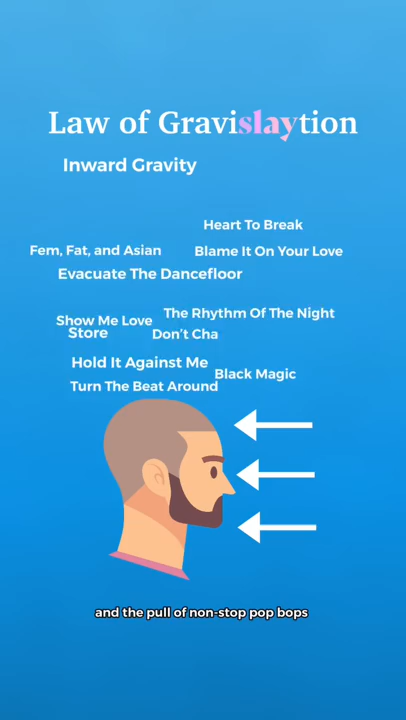 Law of Gravislaytion
Inward Gravity
Heart To Break
Fem, Fat, and Asian
Blame It On Your Love
Evacuate The Dancefloor
The Rhythm Of The Night
Show Me Love
Store
Don't Cha
Hold It Against Me
Black Magic
Turn The Beat Around
and the pull of non-stop pop bops